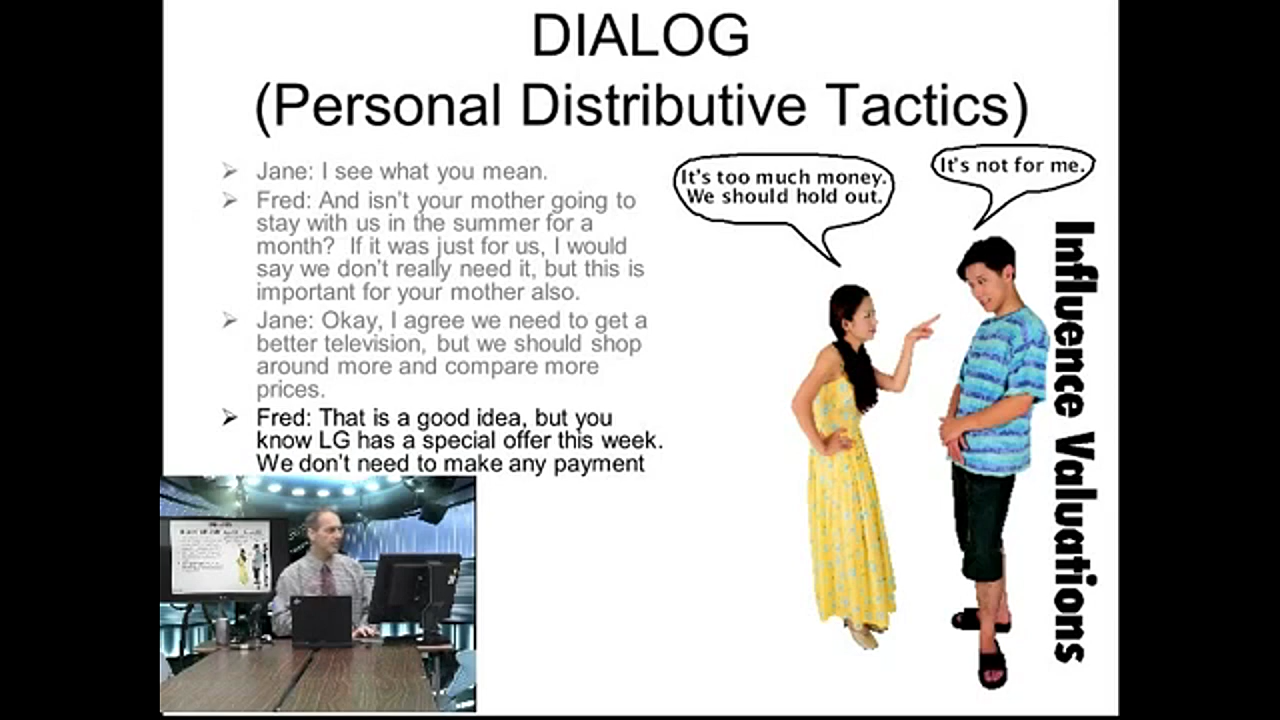 DIALOG
(Personal Distributive Tactics)
➢ Jane: I see what you mean.
➢ Fred: And isn’t your mother going to
stay with us in the summer for a
month? If it was just for us, I would
say we don’t really need it, but this is
important for your mother also.
➢ Jane: Okay, I agree we need to get a
better television, but we should shop
around more and compare more
prices.
➢ Fred: That is a good idea, but you
know LG has a special offer this week.
We don’t need to make any payment
It's too much money.
We should hold out.
It's not for me.
Influence Valuations